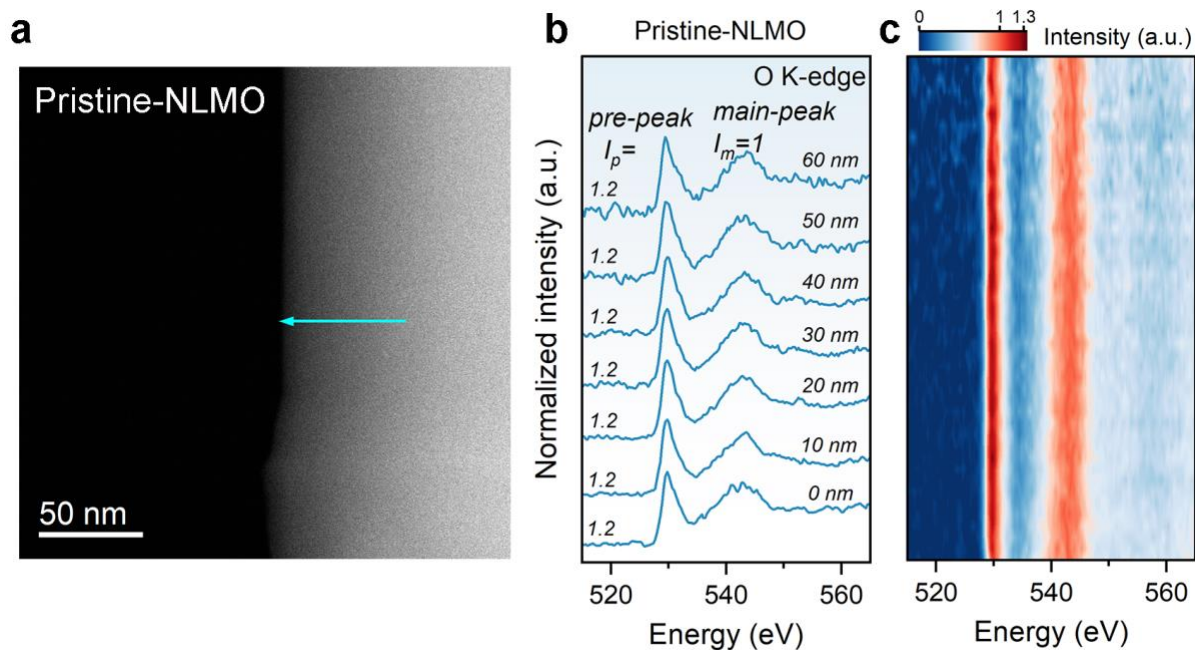 a
Pristine-NLMO
50 nm
b
Pristine-NLMO
O K-edge
pre-peak main-peak
Ip= Im=1
60 nm
1.2
50 nm
1.2
40 nm
1.2
30 nm
1.2
20 nm
1.2
10 nm
1.2
0 nm
1.2
Normalized intensity (a.u.)
520 540 560
Energy (eV)
c
0 1 1.3
Intensity (a.u.)
520 540 560
Energy (eV)